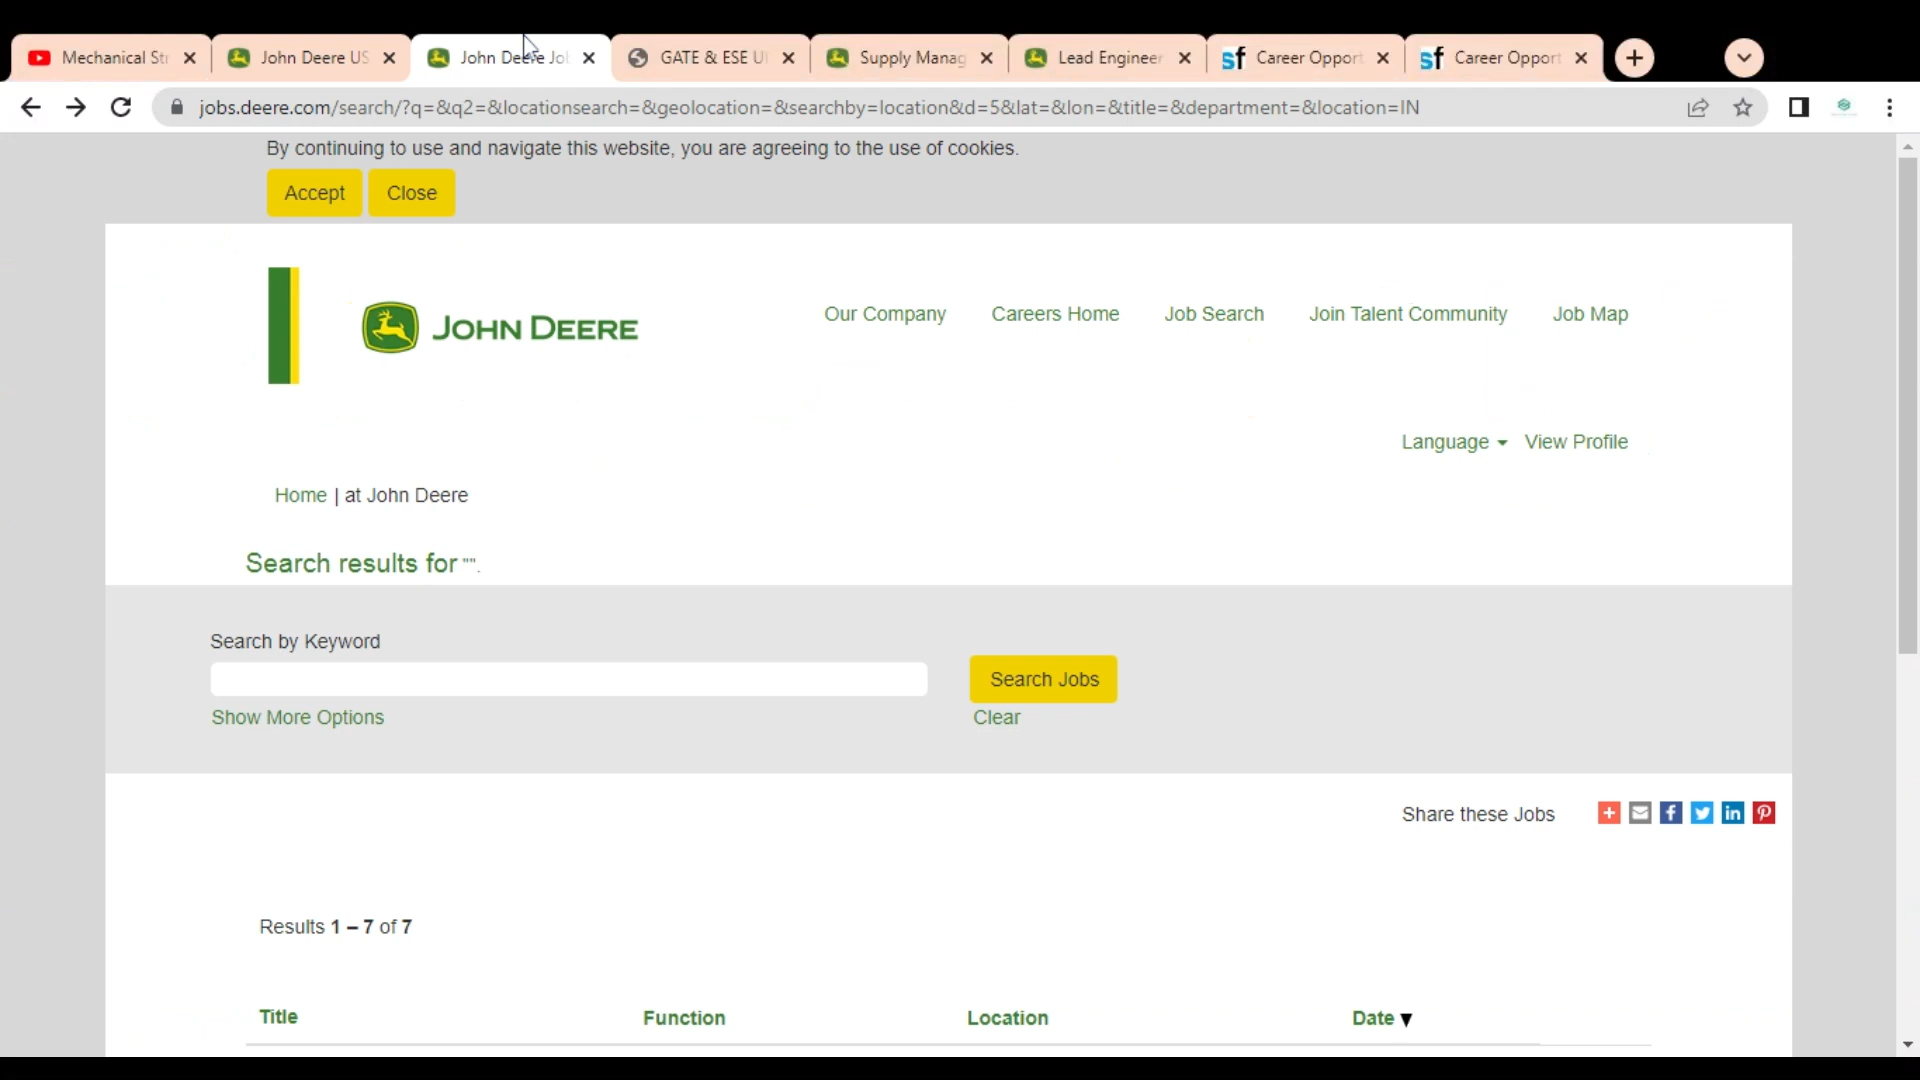 Mechanical Str
John Deere US
John Deere Jo
GATE & ESE U
Supply Manag
Lead Engineer
sf Career Opport
sf Career Opport
jobs.deere.com/search/?q=&q2=&locationsearch=&geolocation=&searchby=location&d=5&lat=&lon=&title=&department=&location=IN
By continuing to use and navigate this website, you are agreeing to the use of cookies.
Accept Close
JOHN DEERE
Our Company Careers Home Job Search Join Talent Community Job Map
Language View Profile
Home | at John Deere
Search results for "".
Search by Keyword
Search Jobs
Show More Options Clear
Share these Jobs
Results 1 – 7 of 7
Title Function Location Date ▼